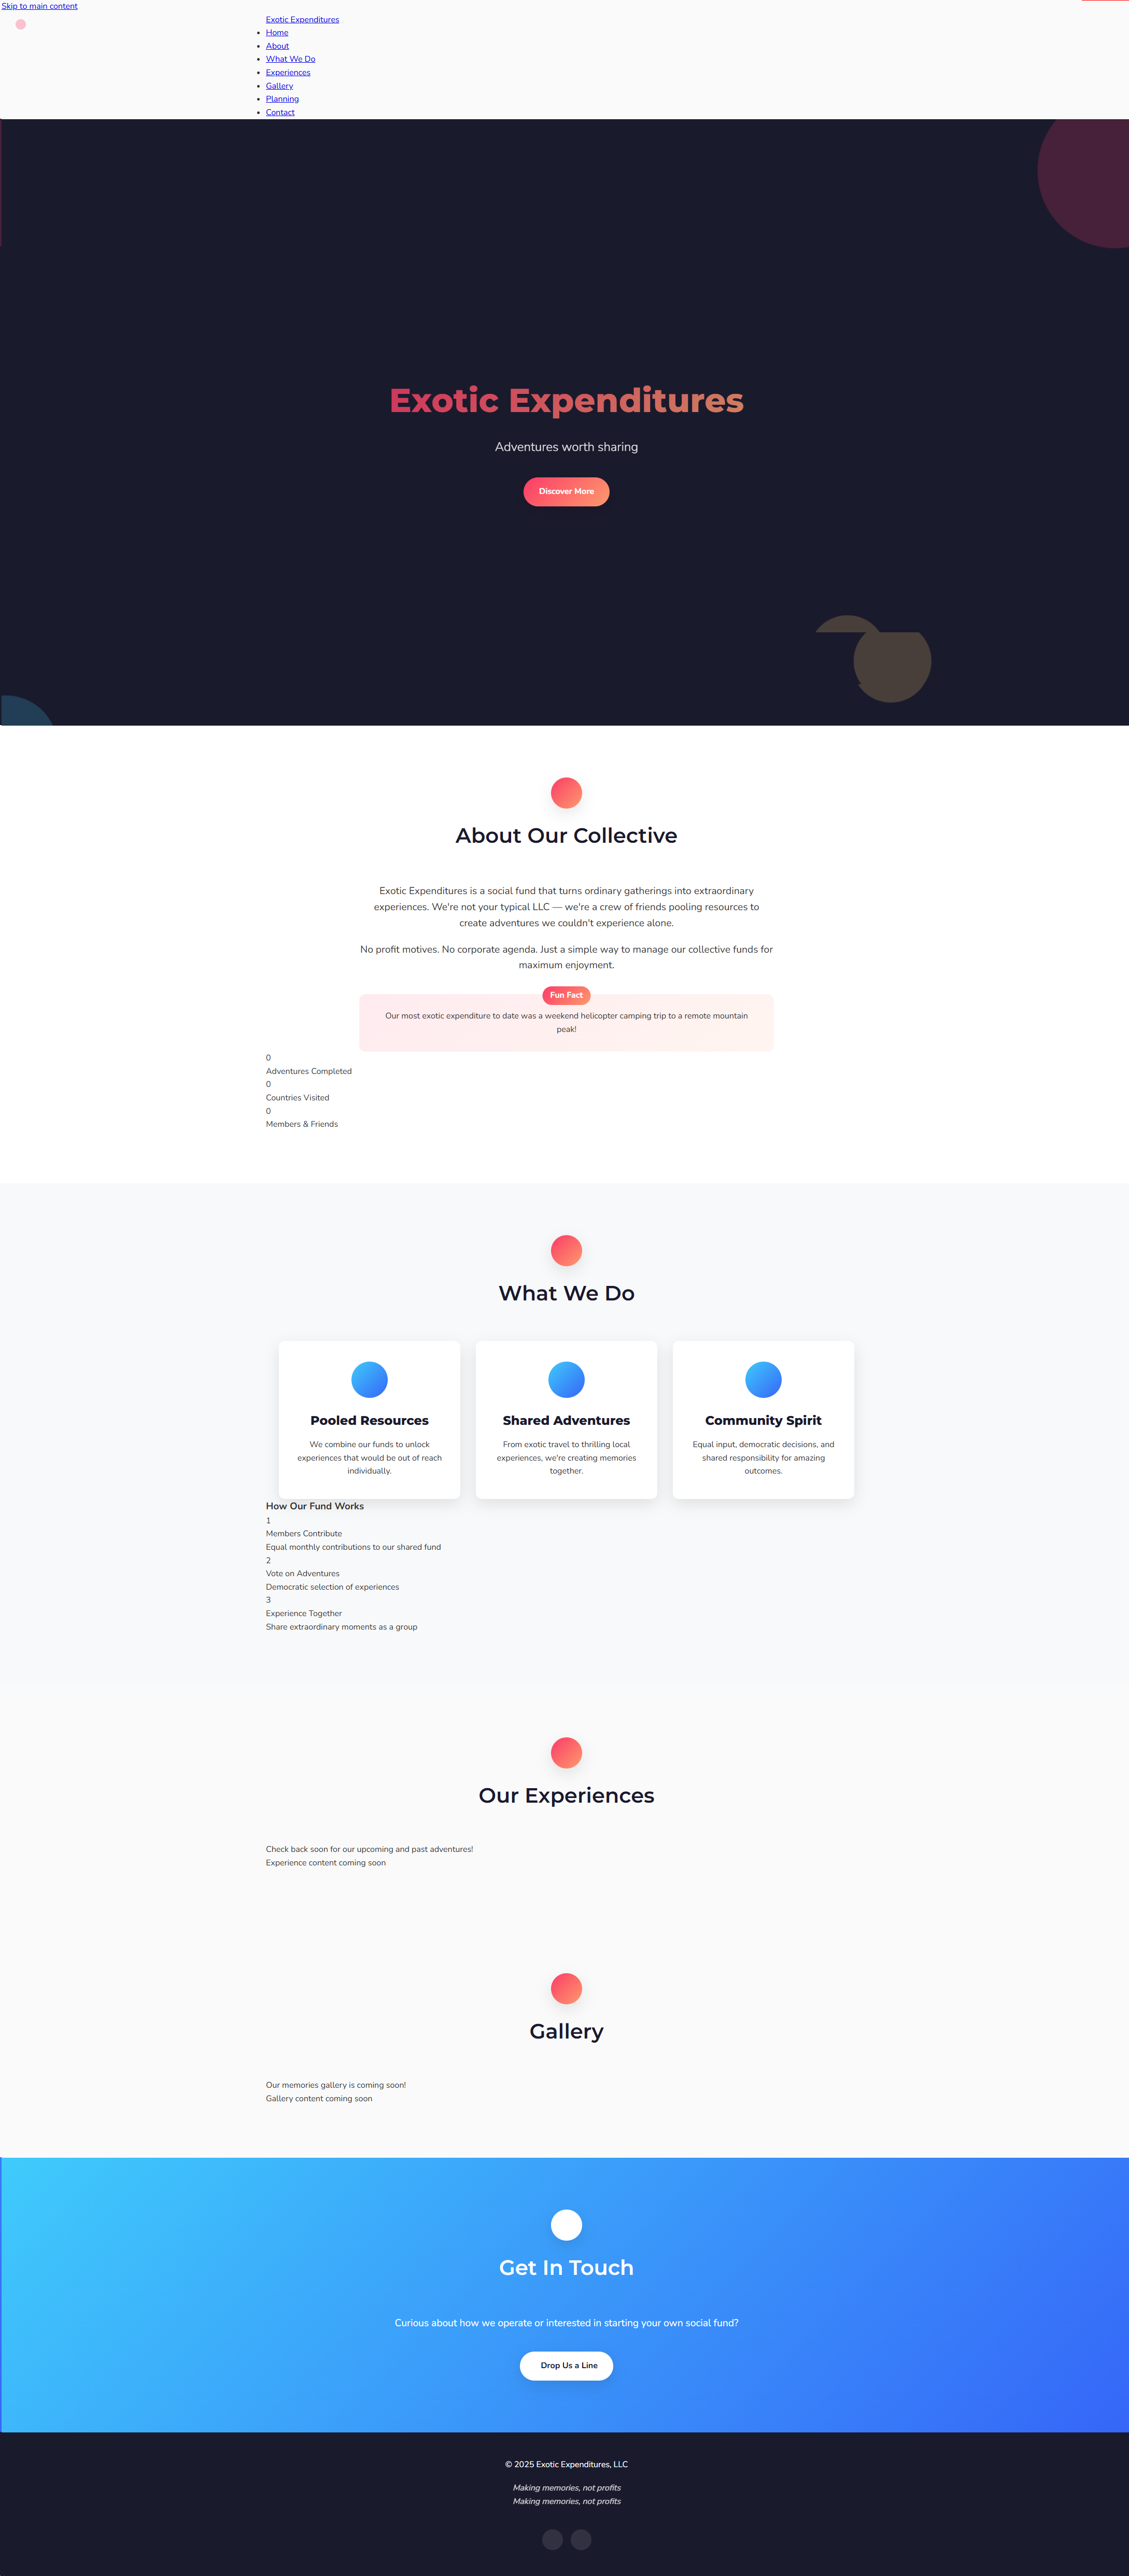 Skip to main content
Exotic Expenditures
Home
About
What We Do
Experiences
Gallery
Planning
Contact
Exotic Expenditures
Adventures worth sharing
Discover More
About Our Collective
Exotic Expenditures is a social fund that turns ordinary gatherings into extraordinary
experiences. We're not your typical LLC — we're a crew of friends pooling resources to
create adventures we couldn't experience alone.
No profit motives. No corporate agenda. Just a simple way to manage our collective funds for
maximum enjoyment.
Fun Fact
Our most exotic expenditure to date was a weekend helicopter camping trip to a remote mountain
peak!
0
Adventures Completed
0
Countries Visited
0
Members & Friends
What We Do
Pooled Resources
We combine our funds to unlock
experiences that would be out of reach
individually.
Shared Adventures
From exotic travel to thrilling local
experiences, we're creating memories
together.
Community Spirit
Equal input, democratic decisions, and
shared responsibility for amazing
outcomes.
How Our Fund Works
1
Members Contribute
Equal monthly contributions to our shared fund
2
Vote on Adventures
Democratic selection of experiences
3
Experience Together
Share extraordinary moments as a group
Our Experiences
Check back soon for our upcoming and past adventures!
Experience content coming soon
Gallery
Our memories gallery is coming soon!
Gallery content coming soon
Get In Touch
Curious about how we operate or interested in starting your own social fund?
Drop Us a Line
© 2025 Exotic Expenditures, LLC
Making memories, not profits
Making memories, not profits